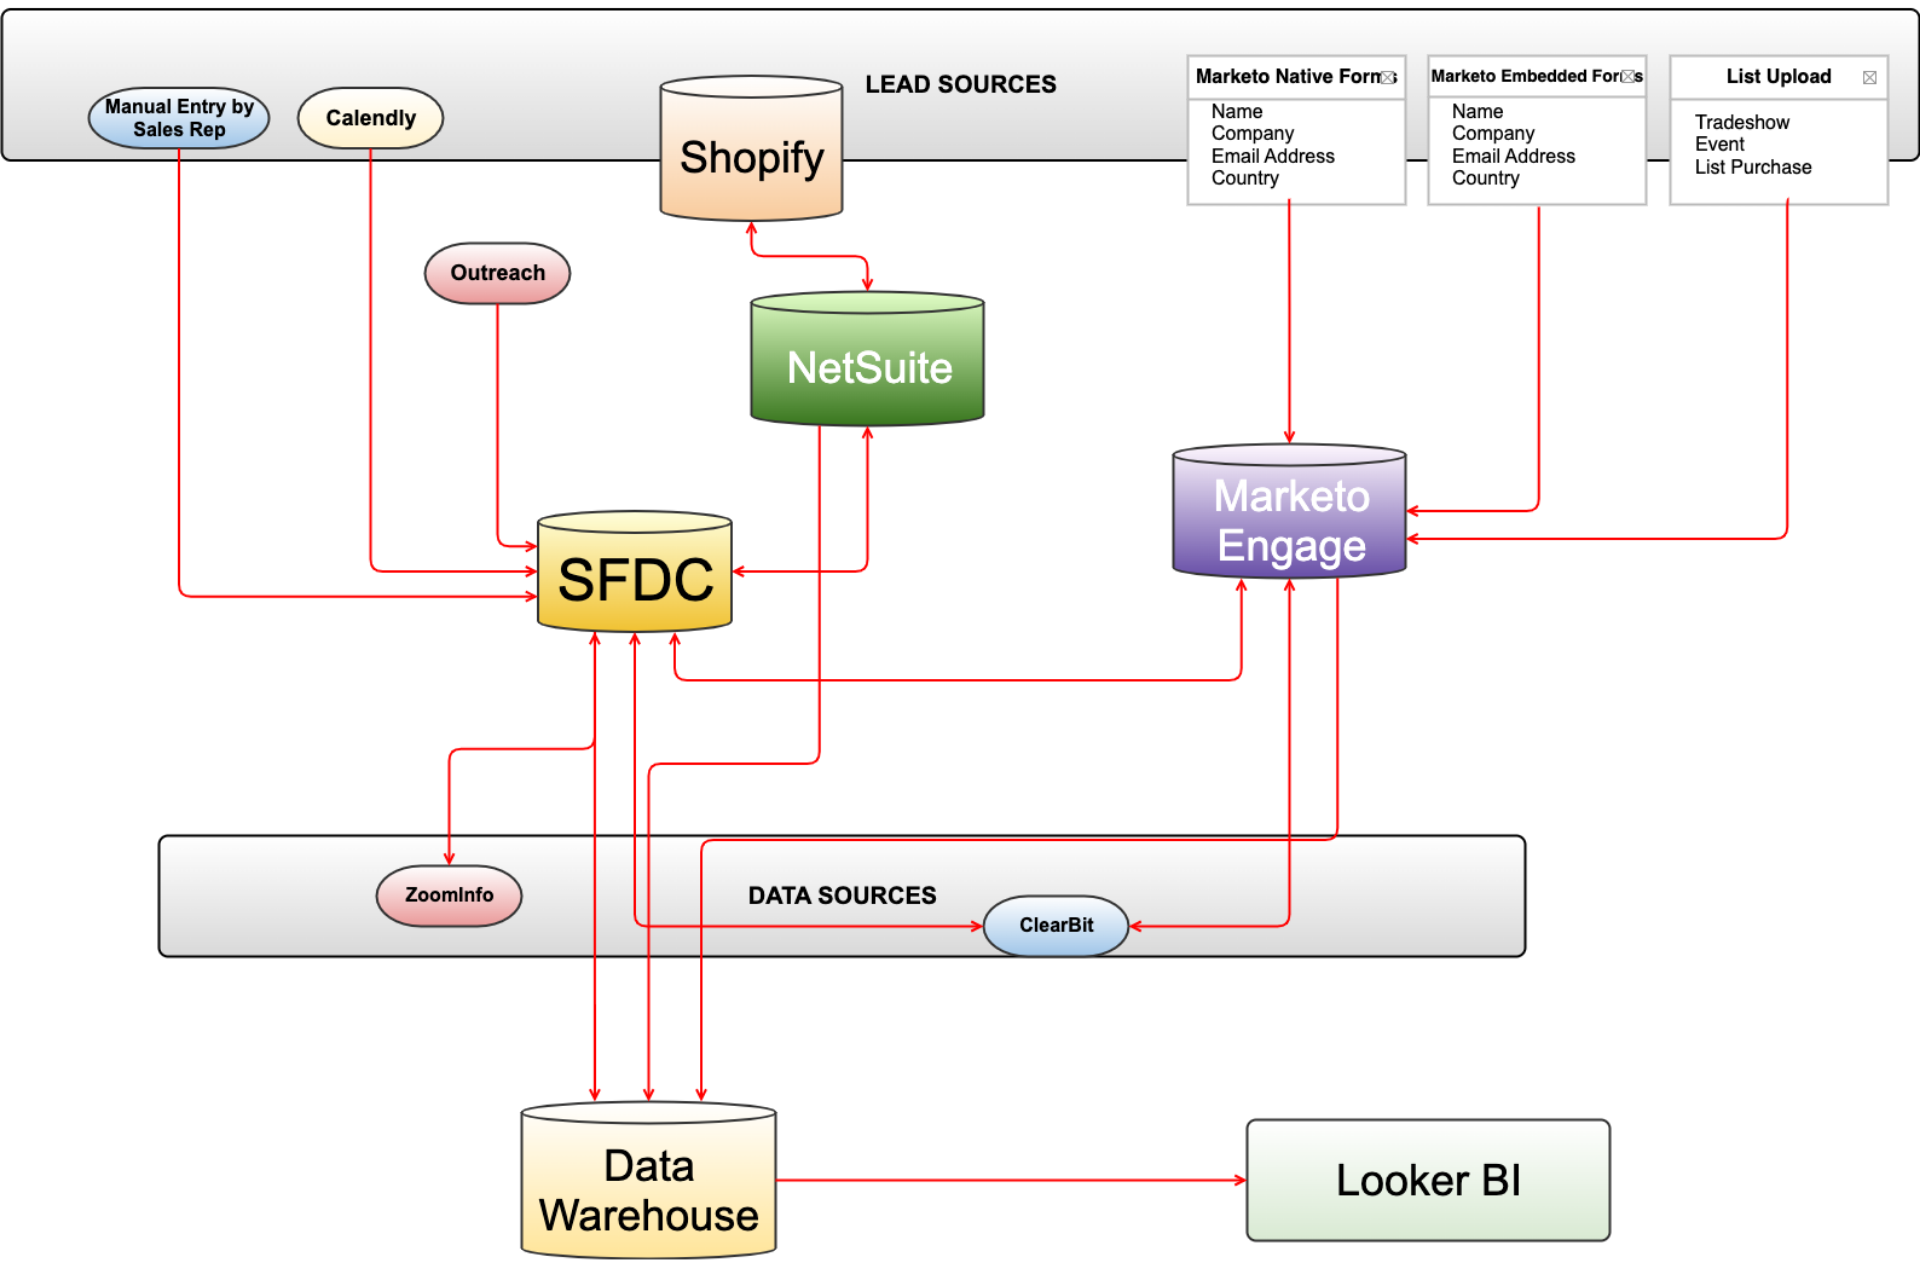 LEAD SOURCES
Manual Entry by
Sales Rep
Calendly
Shopify
Marketo Native Forms
Name
Company
Email Address
Country
Marketo Embedded Forms
Name
Company
Email Address
Country
List Upload
Tradeshow
Event
List Purchase
Outreach
NetSuite
Marketo
Engage
SFDC
ZoomInfo
DATA SOURCES
ClearBit
Data
Warehouse
Looker BI